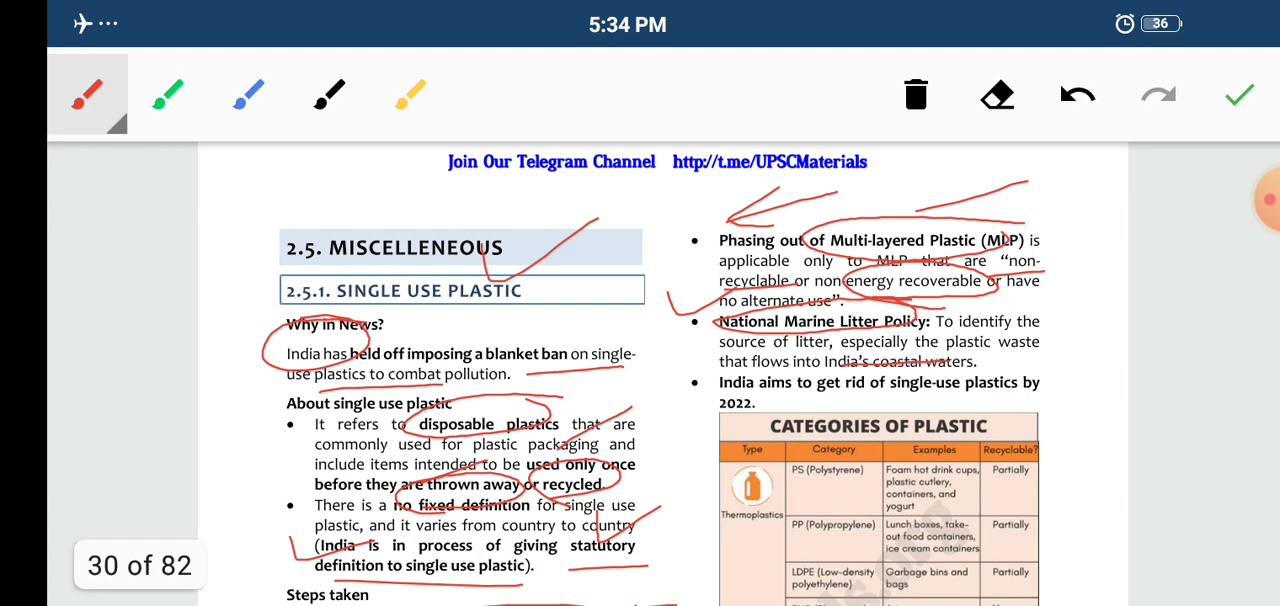 5:34 PM
36
Join Our Telegram Channel http://t.me/UPSCMaterials
2.5. MISCELLENEOUS
2.5.1. SINGLE USE PLASTIC
Why in News?
India has held off imposing a blanket ban on single-
use plastics to combat pollution.
About single use plastic
• It refers to disposable plastics that are
commonly used for plastic packaging and
include items intended to be used only once
before they are thrown away or recycled.
• There is a no fixed definition for single use
plastic, and it varies from country to country
(India is in process of giving statutory
definition to single use plastic).
Steps taken
• Phasing out of Multi-layered Plastic (MLP) is
applicable only to MLP that are “non-
recyclable or non energy recoverable or have
no alternate use”.
• National Marine Litter Policy: To identify the
source of litter, especially the plastic waste
that flows into India’s coastal waters.
• India aims to get rid of single-use plastics by
2022.
CATEGORIES OF PLASTIC
Type Category Examples Recyclable?
Thermoplastics
PS (Polystyrene) Foam hot drink cups, Partially
plastic cutlery,
containers, and
yogurt
PP (Polypropylene) Lunch boxes, take- Partially
out food containers,
ice cream containers
LDPE (Low-density Garbage bins and Partially
polyethylene) bags
30 of 82